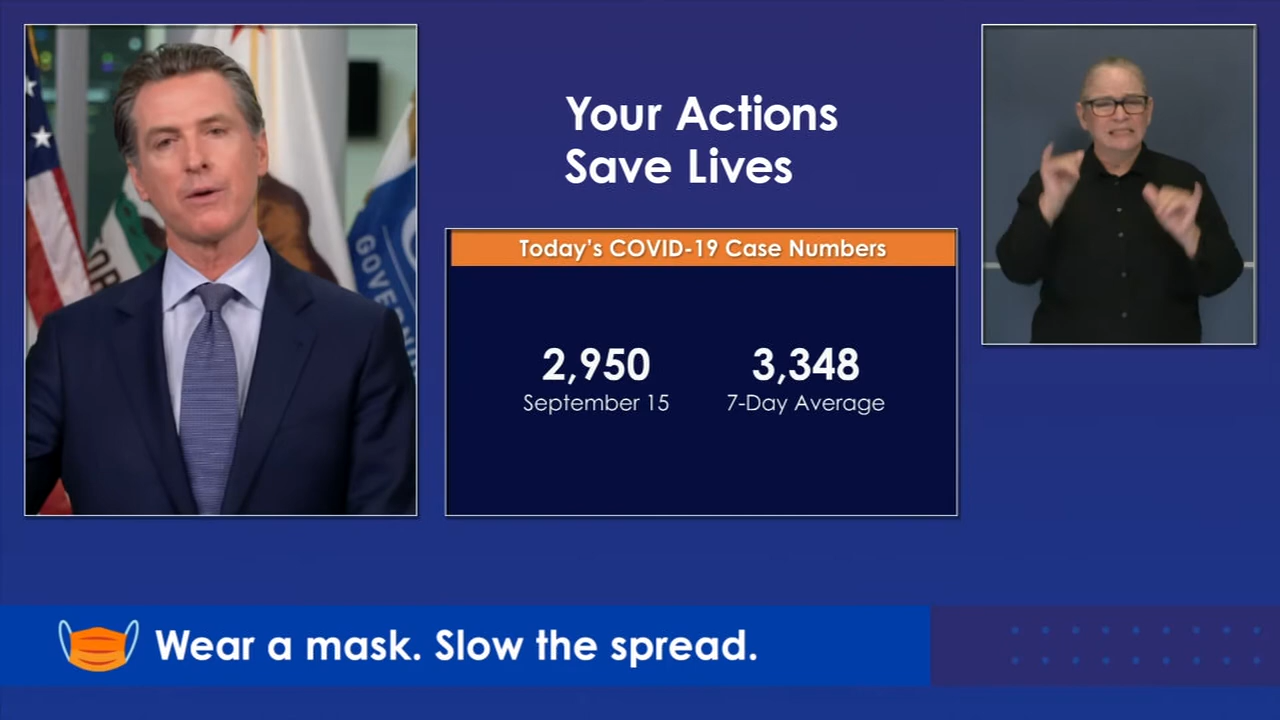 Your Actions
Save Lives
Today's COVID-19 Case Numbers
2,950
September 15
3,348
7-Day Average
Wear a mask. Slow the spread.